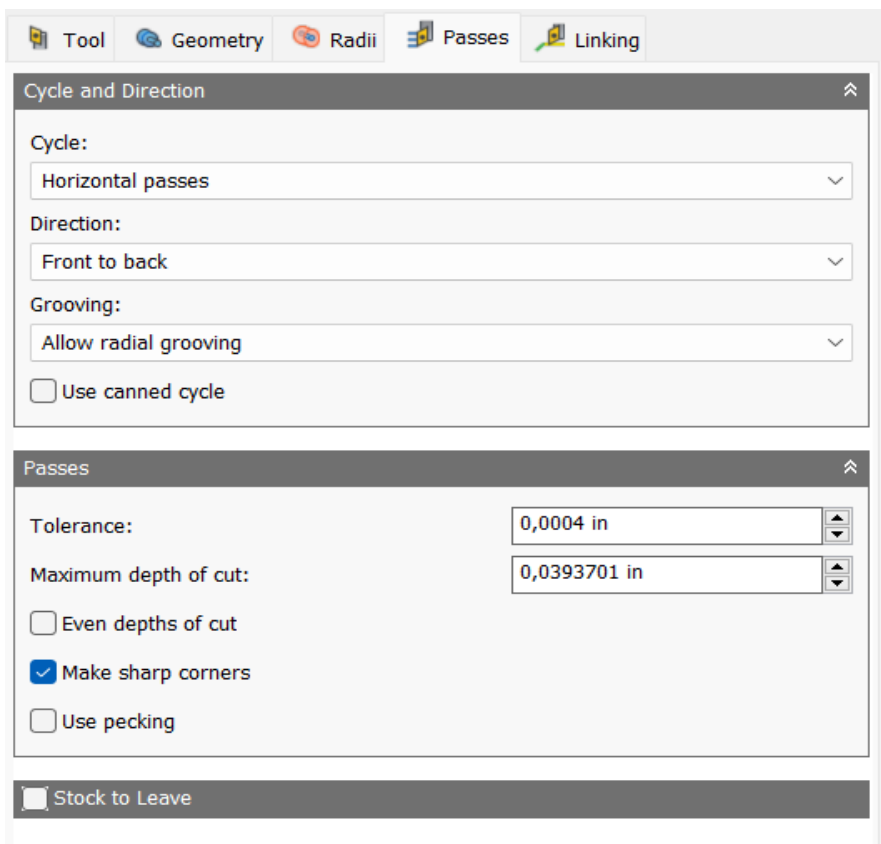 Tool Geometry Radii Passes Linking
Cycle and Direction
Cycle:
Horizontal passes
Direction:
Front to back
Grooving:
Allow radial grooving
Use canned cycle
Passes
Tolerance: 0,0004 in
Maximum depth of cut: 0,0393701 in
Even depths of cut
Make sharp corners
Use pecking
Stock to Leave